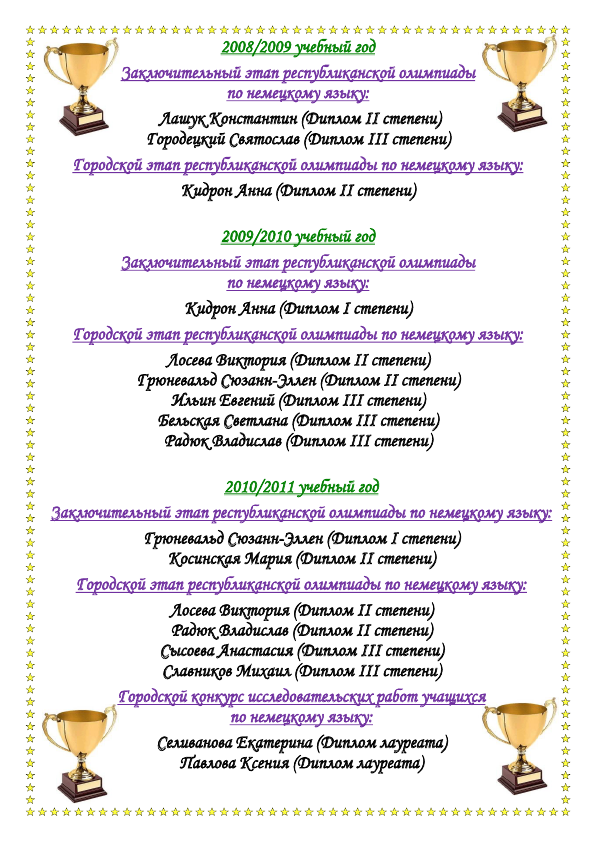 2008/2009 учебный год
Заключительный этап республиканской олимпиады
по немецкому языку:
Лашук Константин (Диплом II степени)
Городецкий Святослав (Диплом III степени)
Городской этап республиканской олимпиады по немецкому языку:
Кидрон Анна (Диплом II степени)
2009/2010 учебный год
Заключительный этап республиканской олимпиады
по немецкому языку:
Кидрон Анна (Диплом I степени)
Городской этап республиканской олимпиады по немецкому языку:
Лосева Виктория (Диплом II степени)
Грюневальд Сюзанн-Эллен (Диплом II степени)
Ильин Евгений (Диплом III степени)
Бельская Светлана (Диплом III степени)
Радюк Владислав (Диплом III степени)
2010/2011 учебный год
Заключительный этап республиканской олимпиады по немецкому языку:
Грюневальд Сюзанн-Эллен (Диплом I степени)
Косинская Мария (Диплом II степени)
Городской этап республиканской олимпиады по немецкому языку:
Лосева Виктория (Диплом II степени)
Радюк Владислав (Диплом II степени)
Сысоева Анастасия (Диплом III степени)
Славников Михаил (Диплом III степени)
Городской конкурс исследовательских работ учащихся
по немецкому языку:
Селиванова Екатерина (Диплом лауреата)
Павлова Ксения (Диплом лауреата)